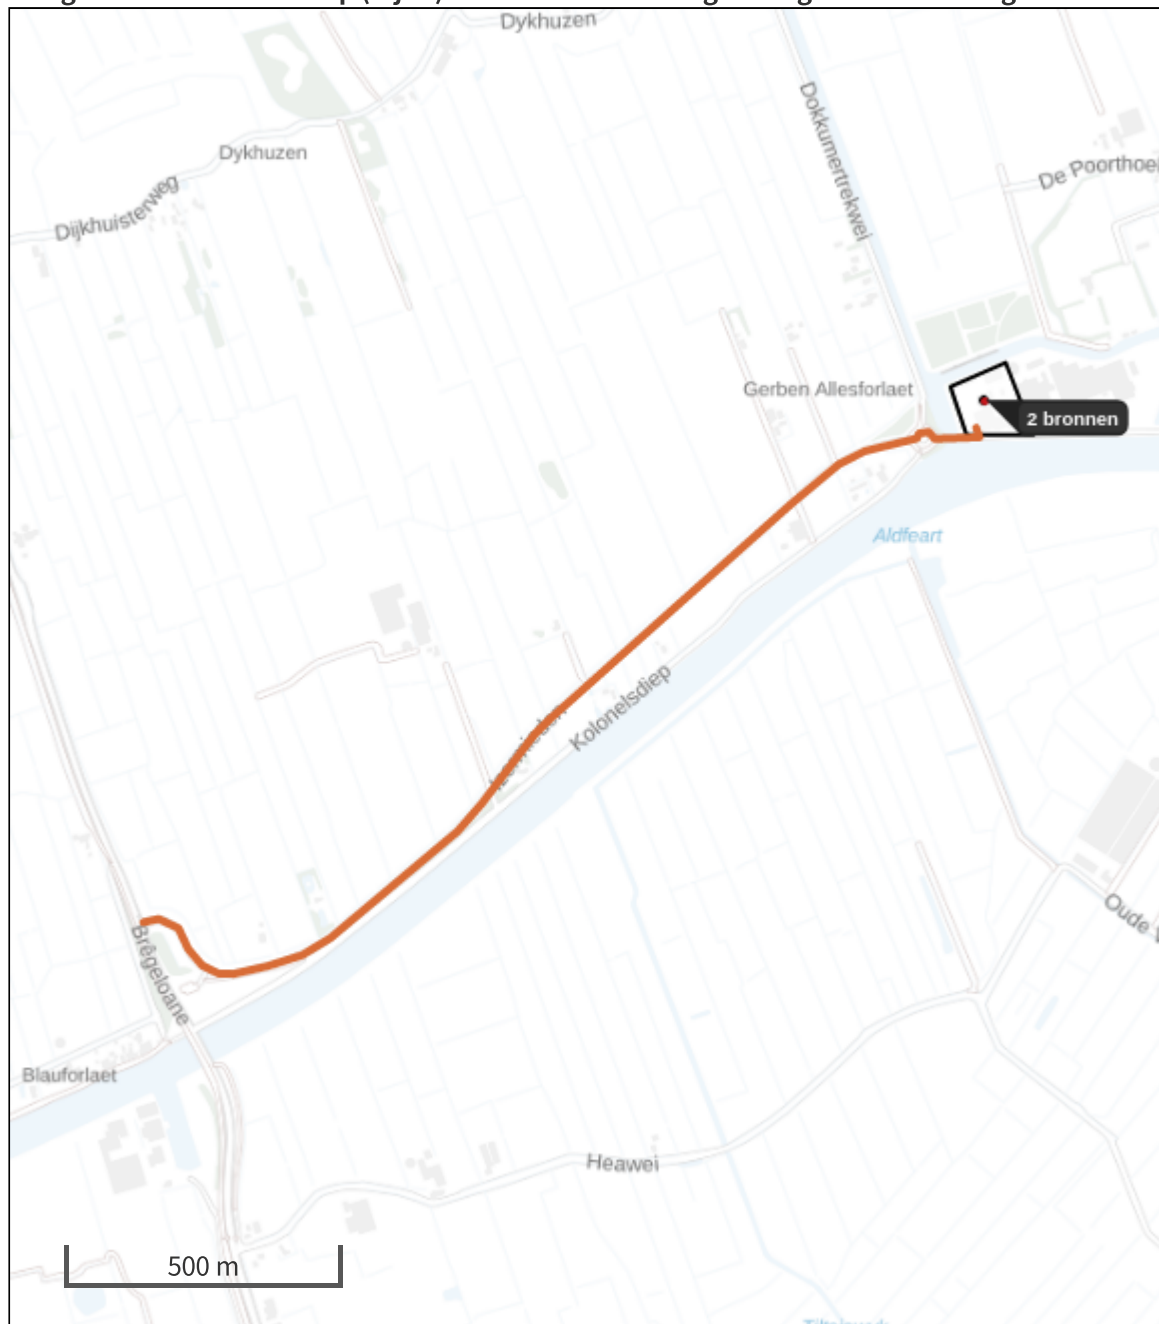 Dykhuzen
Dykhuzen
Dijkhuisterweg
Dokkumertrekwei
De Poorthoe
Gerben Allesforlaet
2 bronnen
Aldfeart
Kolonelsdiep
Brêgeloane
Oude
Blauforlaet
Heawei
500 m